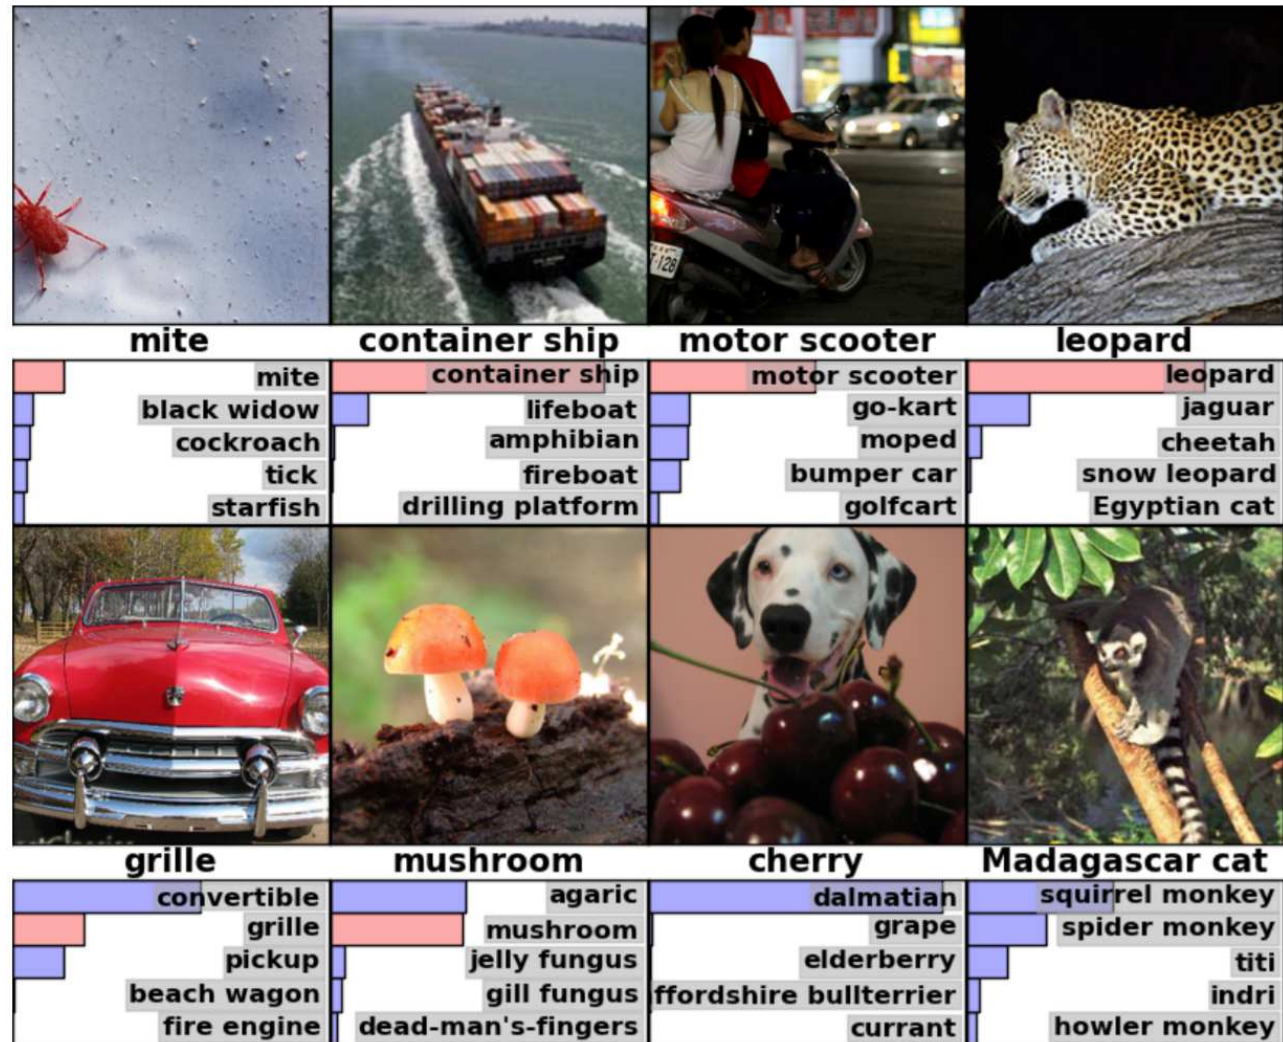 T-128
mite
container ship
motor scooter
leopard
mite
black widow
cockroach
tick
starfish
container ship
lifeboat
amphibian
fireboat
drilling platform
motor scooter
go-kart
moped
bumper car
golfcart
leopard
jaguar
cheetah
snow leopard
Egyptian cat
grille
mushroom
cherry
Madagascar cat
convertible
grille
pickup
beach wagon
fire engine
agaric
mushroom
jelly fungus
gill fungus
dead-man's-fingers
dalmatian
grape
elderberry
ffordshire bullterrier
currant
squirrel monkey
spider monkey
titi
indri
howler monkey